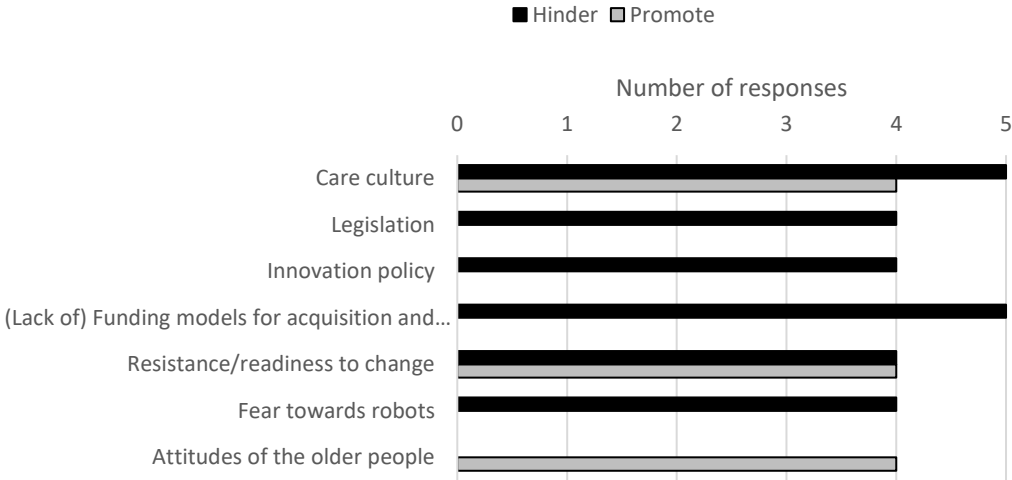 Hinder Promote
Number of responses
0 1 2 3 4 5
Care culture
Legislation
Innovation policy
(Lack of) Funding models for acquisition and...
Resistance/readiness to change
Fear towards robots
Attitudes of the older people